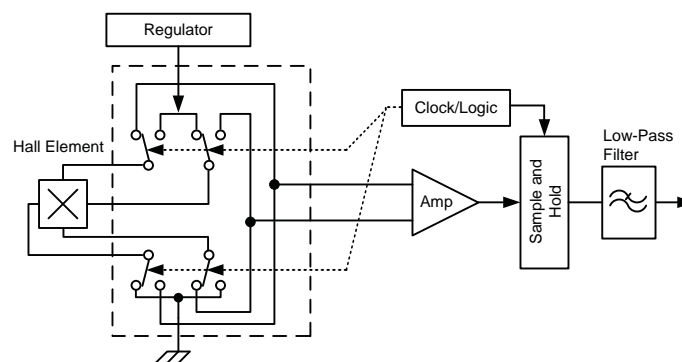 Regulator
Clock/Logic
Hall Element
Low-Pass
Filter
Amp
Sample and
Hold